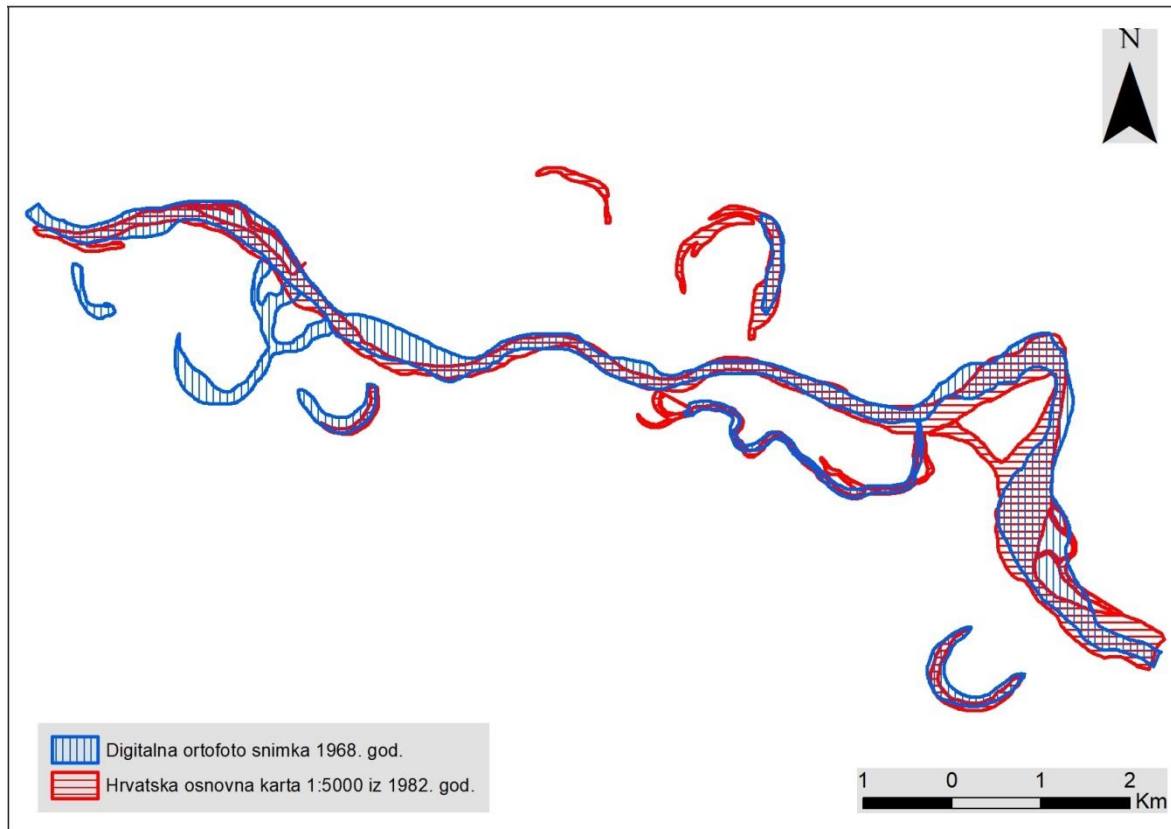 N
Digitalna ortofoto snimka 1968. god.
Hrvatska osnovna karta 1:5000 iz 1982. god.
1 0 1 2
Km